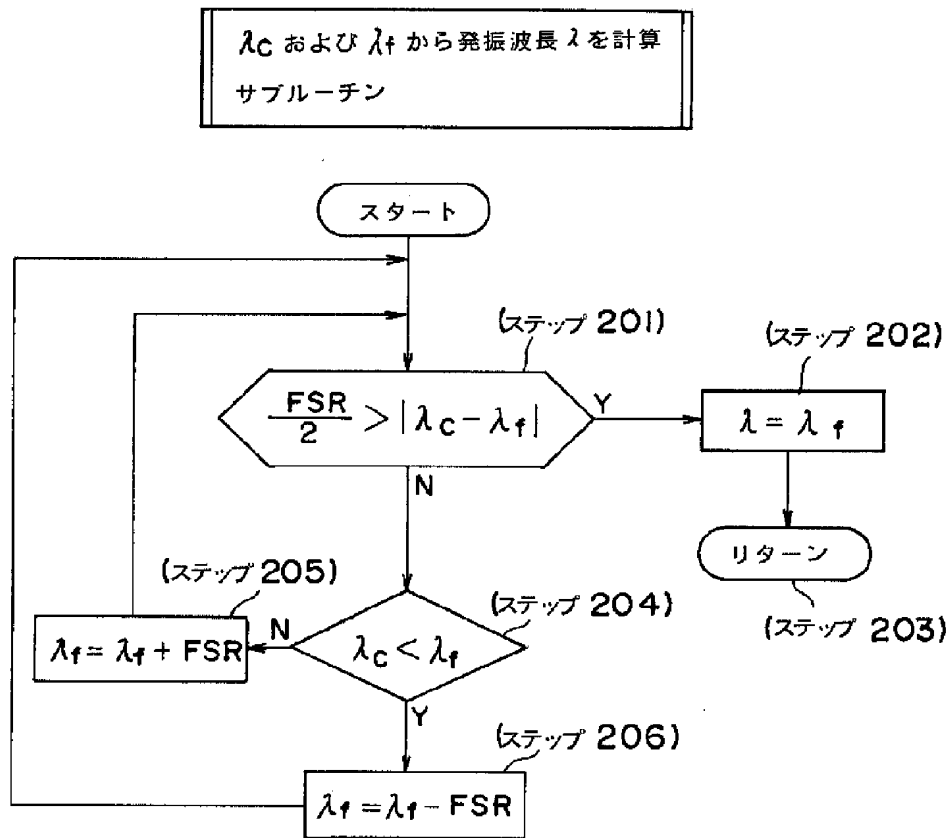 λc および λf から発振波長 λ を計算
サブルーチン
スタート
(ステップ 201)
FSR/2 > |λc − λf|
Y
N
(ステップ 202)
λ = λf
リターン
(ステップ 203)
(ステップ 204)
λc < λf
N
Y
(ステップ 205)
λf = λf + FSR
(ステップ 206)
λf = λf − FSR